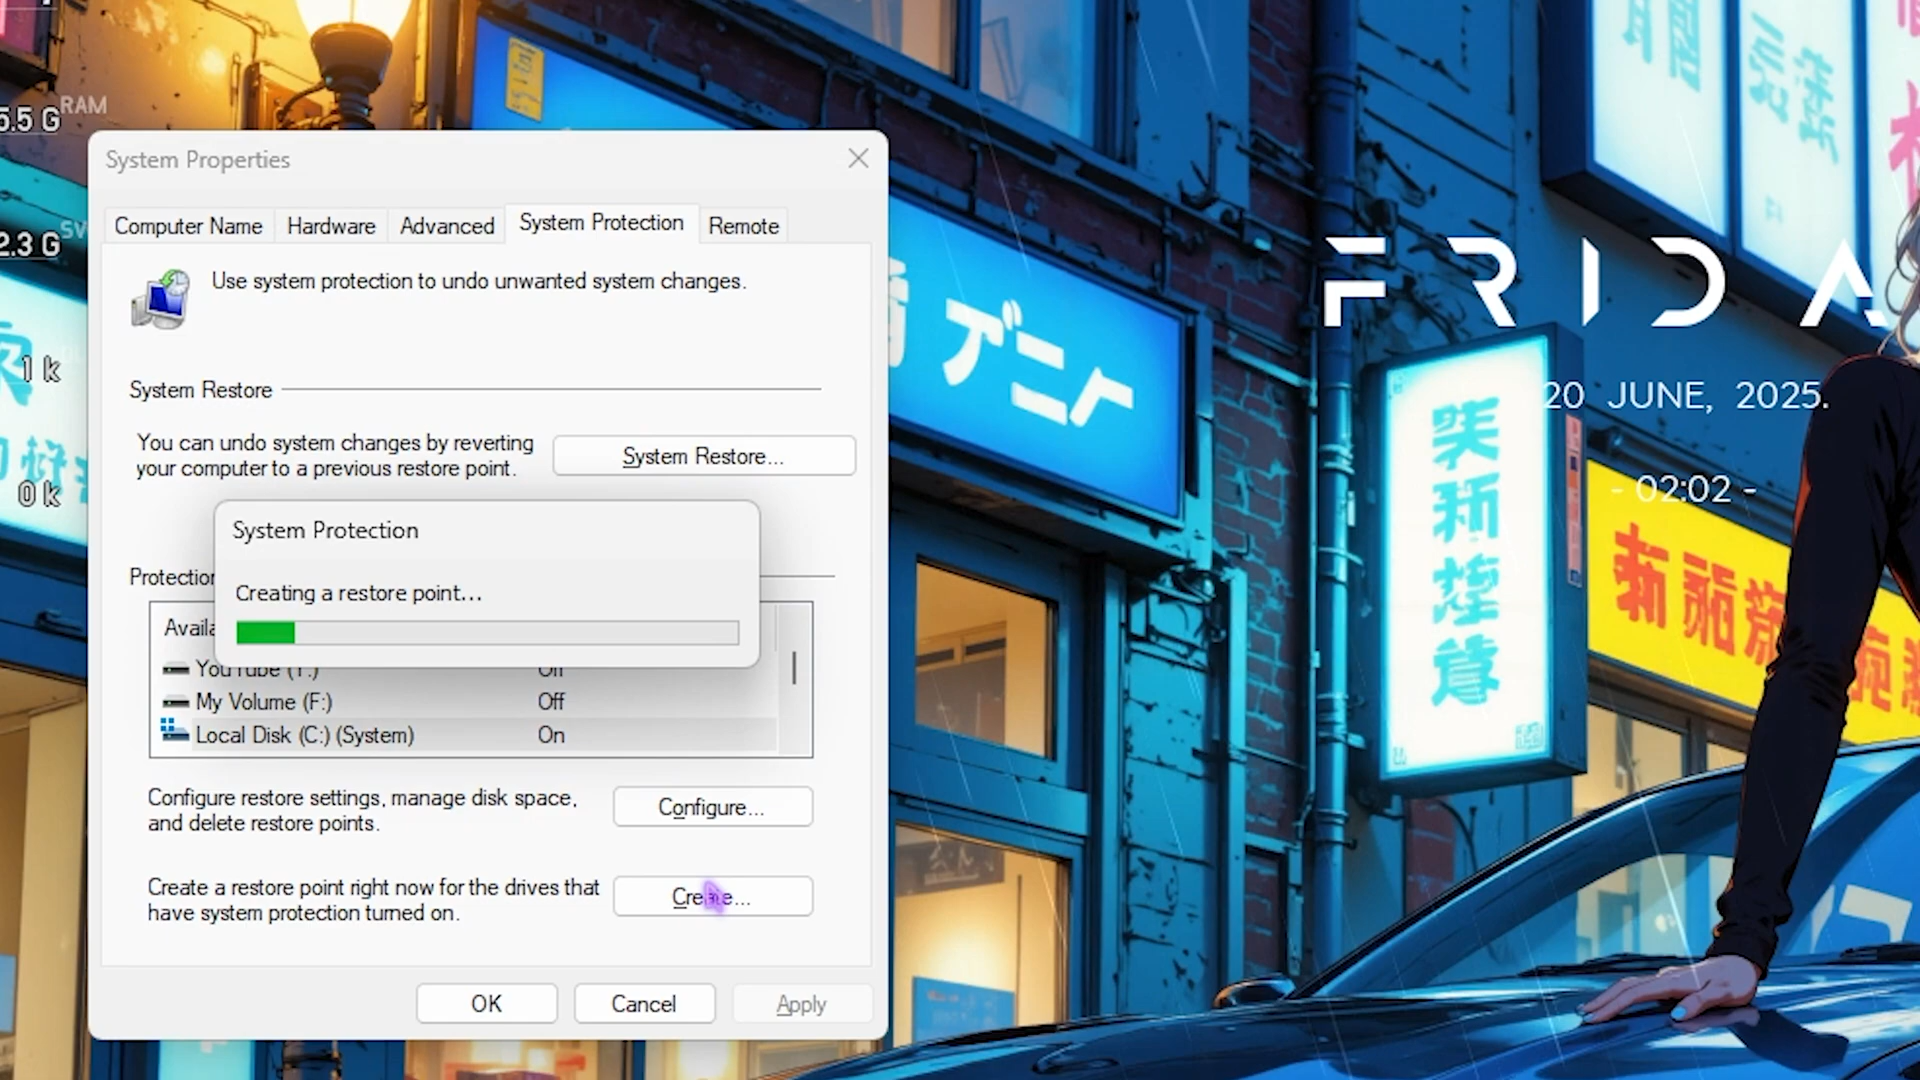 RAM
5.5 G
2.3 G
1 k
0 k
System Properties
Computer Name
Hardware
Advanced
System Protection
Remote
Use system protection to undo unwanted system changes.
System Restore
You can undo system changes by reverting
your computer to a previous restore point.
System Restore...
System Protection
Creating a restore point...
Protection
Availa
My Volume (F:) Off
Local Disk (C:) (System) On
Configure restore settings, manage disk space,
and delete restore points.
Configure...
Create a restore point right now for the drives that
have system protection turned on.
Create...
OK
Cancel
Apply
FRIDA
20 JUNE, 2025.
- 02:02 -